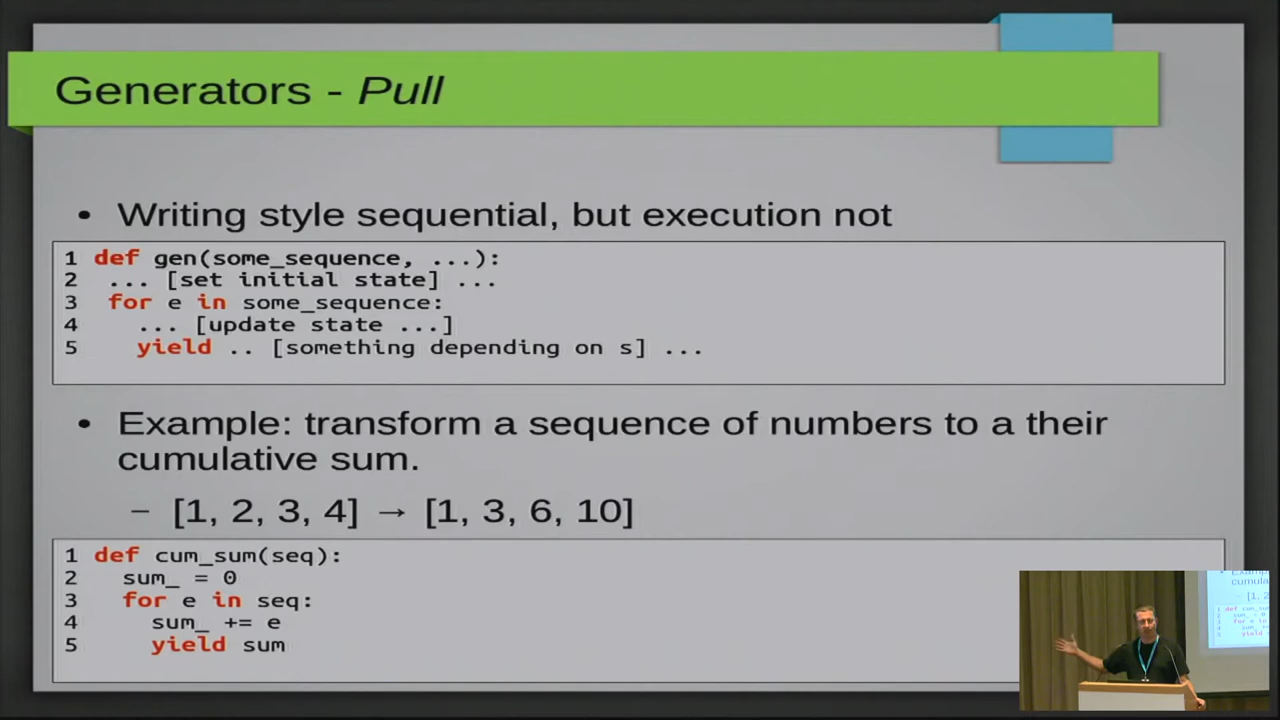 Generators - Pull
• Writing style sequential, but execution not
1 def gen(some_sequence, ...):
2 ... [set initial state] ...
3 for e in some_sequence:
4 ... [update state ...]
5 yield .. [something depending on s] ...
• Example: transform a sequence of numbers to a their
cumulative sum.
– [1, 2, 3, 4] → [1, 3, 6, 10]
1 def cum_sum(seq):
2 sum_ = 0
3 for e in seq:
4 sum_ += e
5 yield sum